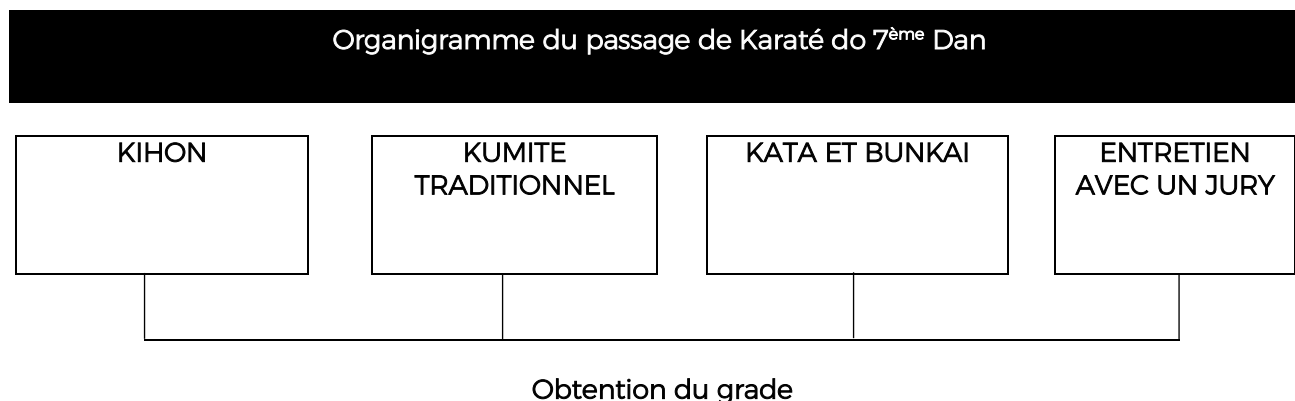 Organigramme du passage de Karaté do 7ème Dan
KIHON
KUMITE
TRADITIONNEL
KATA ET BUNKAI
ENTRETIEN
AVEC UN JURY
Obtention du grade